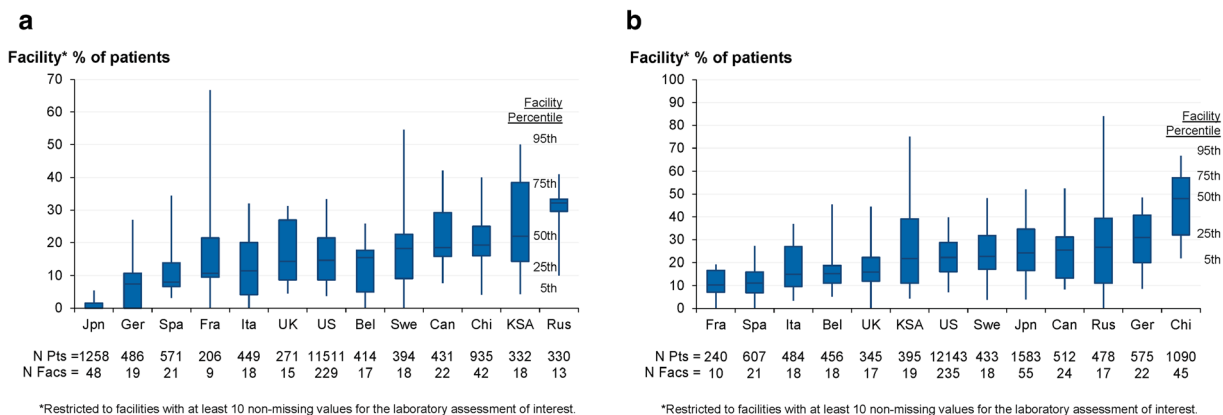 a
Facility* % of patients
70
60
50
40
30
20
10
0
Facility
Percentile
95th
75th
50th
25th
5th
Jpn Ger Spa Fra Ita UK US Bel Swe Can Chi KSA Rus
N Pts =1258 486 571 206 449 271 11511 414 394 431 935 332 330
N Facs = 48 19 21 9 18 15 229 17 18 22 42 18 13
*Restricted to facilities with at least 10 non-missing values for the laboratory assessment of interest.
b
Facility* % of patients
100
90
80
70
60
50
40
30
20
10
0
Facility
Percentile
95th
75th
50th
25th
5th
Fra Spa Ita Bel UK KSA US Swe Jpn Can Rus Ger Chi
N Pts = 240 607 484 456 345 395 12143 433 1583 512 478 575 1090
N Facs = 10 21 18 18 17 19 235 18 55 24 17 22 45
*Restricted to facilities with at least 10 non-missing values for the laboratory assessment of interest.